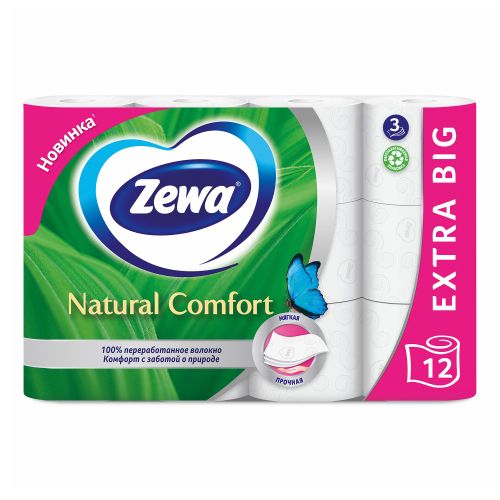 Новинка
3
Zewa
EXTRA BIG
Natural Comfort
МЯГКАЯ
ПРОЧНАЯ
100% переработанное волокно
Комфорт с заботой о природе
12